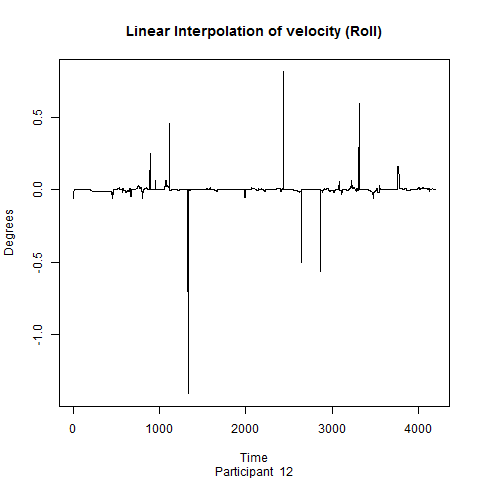 Linear Interpolation of velocity (Roll)
Degrees
0.5
0.0
-0.5
-1.0
0 1000 2000 3000 4000
Time
Participant 12